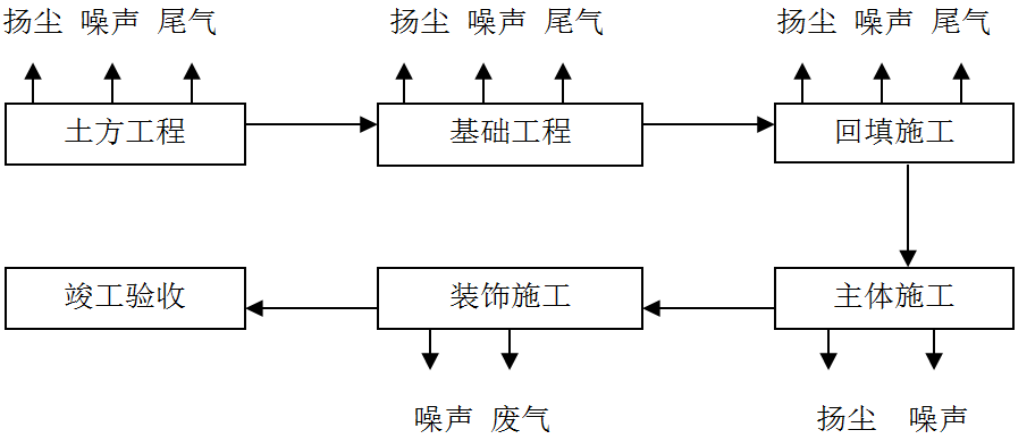 扬尘 噪声 尾气 扬尘 噪声 尾气 扬尘 噪声 尾气
土方工程 基础工程 回填施工
竣工验收 装饰施工 主体施工
噪声 废气 扬尘 噪声